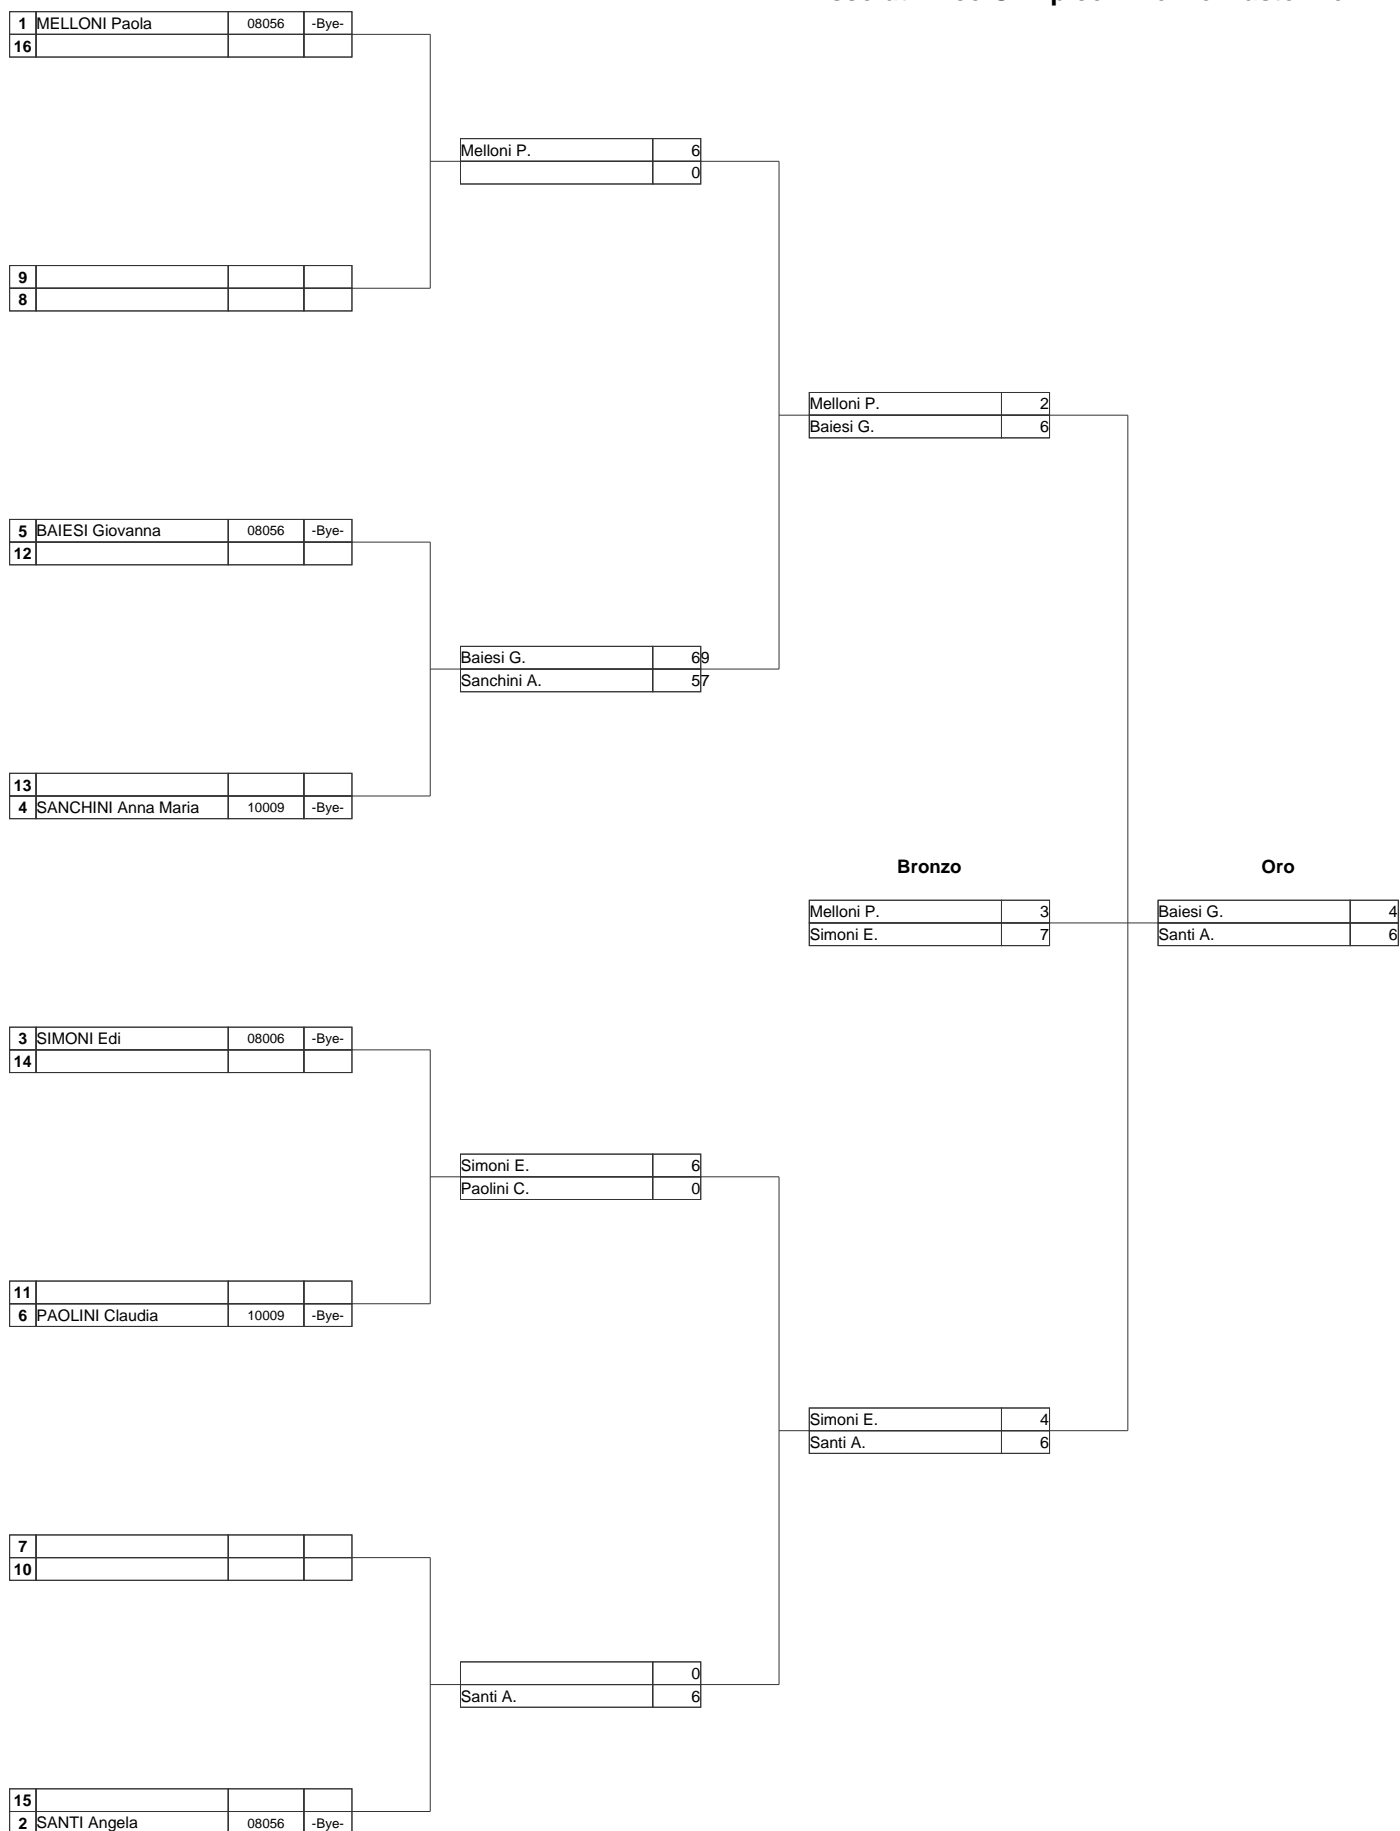 1 MELLONI Paola 08056 -Bye-
16
Melloni P. 6
0
9
8
Melloni P. 2
Baiesi G. 6
5 BAIESI Giovanna 08056 -Bye-
12
Baiesi G. 69
Sanchini A. 57
13
4 SANCHINI Anna Maria 10009 -Bye-
Bronzo Oro
Melloni P. 3 Baiesi G. 4
Simoni E. 7 Santi A. 6
3 SIMONI Edi 08006 -Bye-
14
Simoni E. 6
Paolini C. 0
11
6 PAOLINI Claudia 10009 -Bye-
Simoni E. 4
Santi A. 6
7
10
0
Santi A. 6
15
2 SANTI Angela 08056 -Bye-